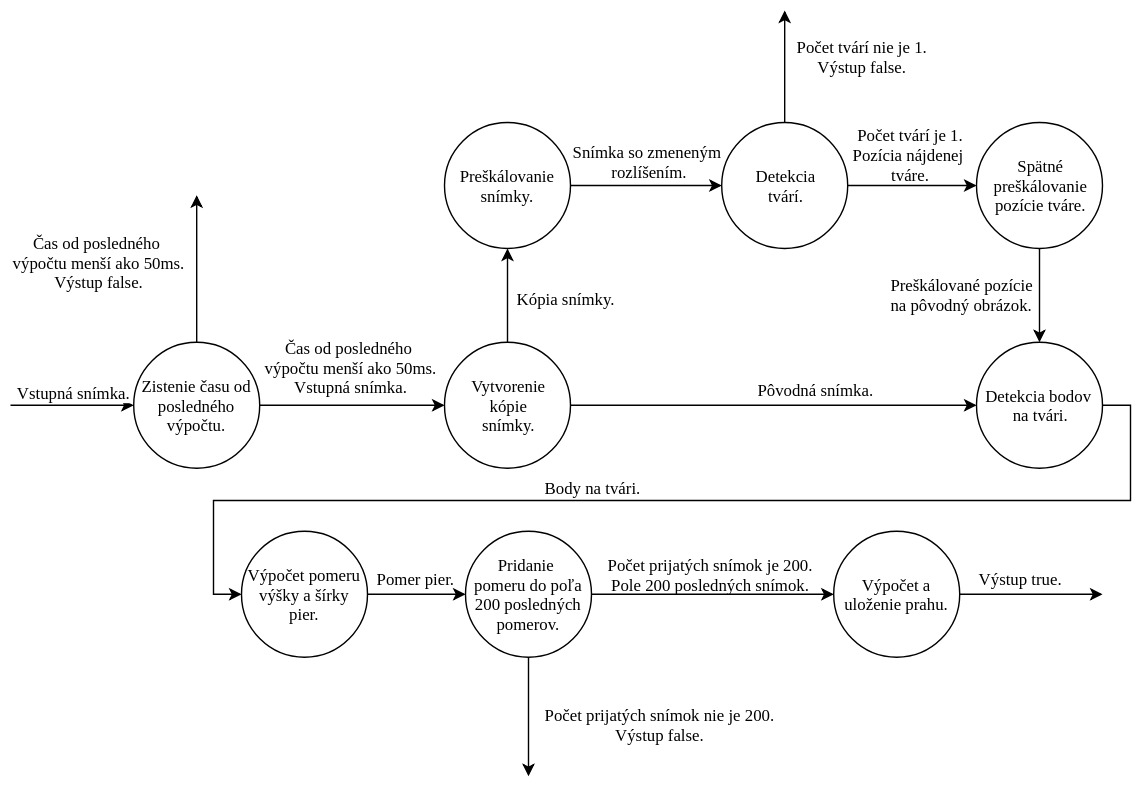 Počet tvárí nie je 1.
Výstup false.
Počet tvárí je 1.
Pozícia nájdenej
tváre.
Snímka so zmeneným
rozlíšením.
Preškálovanie
snímky.
Detekcia
tvárí.
Spätné
preškálovanie
pozície tváre.
Čas od posledného
výpočtu menší ako 50ms.
Výstup false.
Kópia snímky.
Preškálované pozície
na pôvodný obrázok.
Čas od posledného
výpočtu menší ako 50ms.
Vstupná snímka.
Vstupná snímka.
Zistenie času od
posledného
výpočtu.
Vytvorenie
kópie
snímky.
Pôvodná snímka.
Detekcia bodov
na tvári.
Body na tvári.
Výpočet pomeru
výšky a šírky
pier.
Pomer pier.
Pridanie
pomeru do poľa
200 posledných
pomerov.
Počet prijatých snímok je 200.
Pole 200 posledných snímok.
Výpočet a
uloženie prahu.
Výstup true.
Počet prijatých snímok nie je 200.
Výstup false.